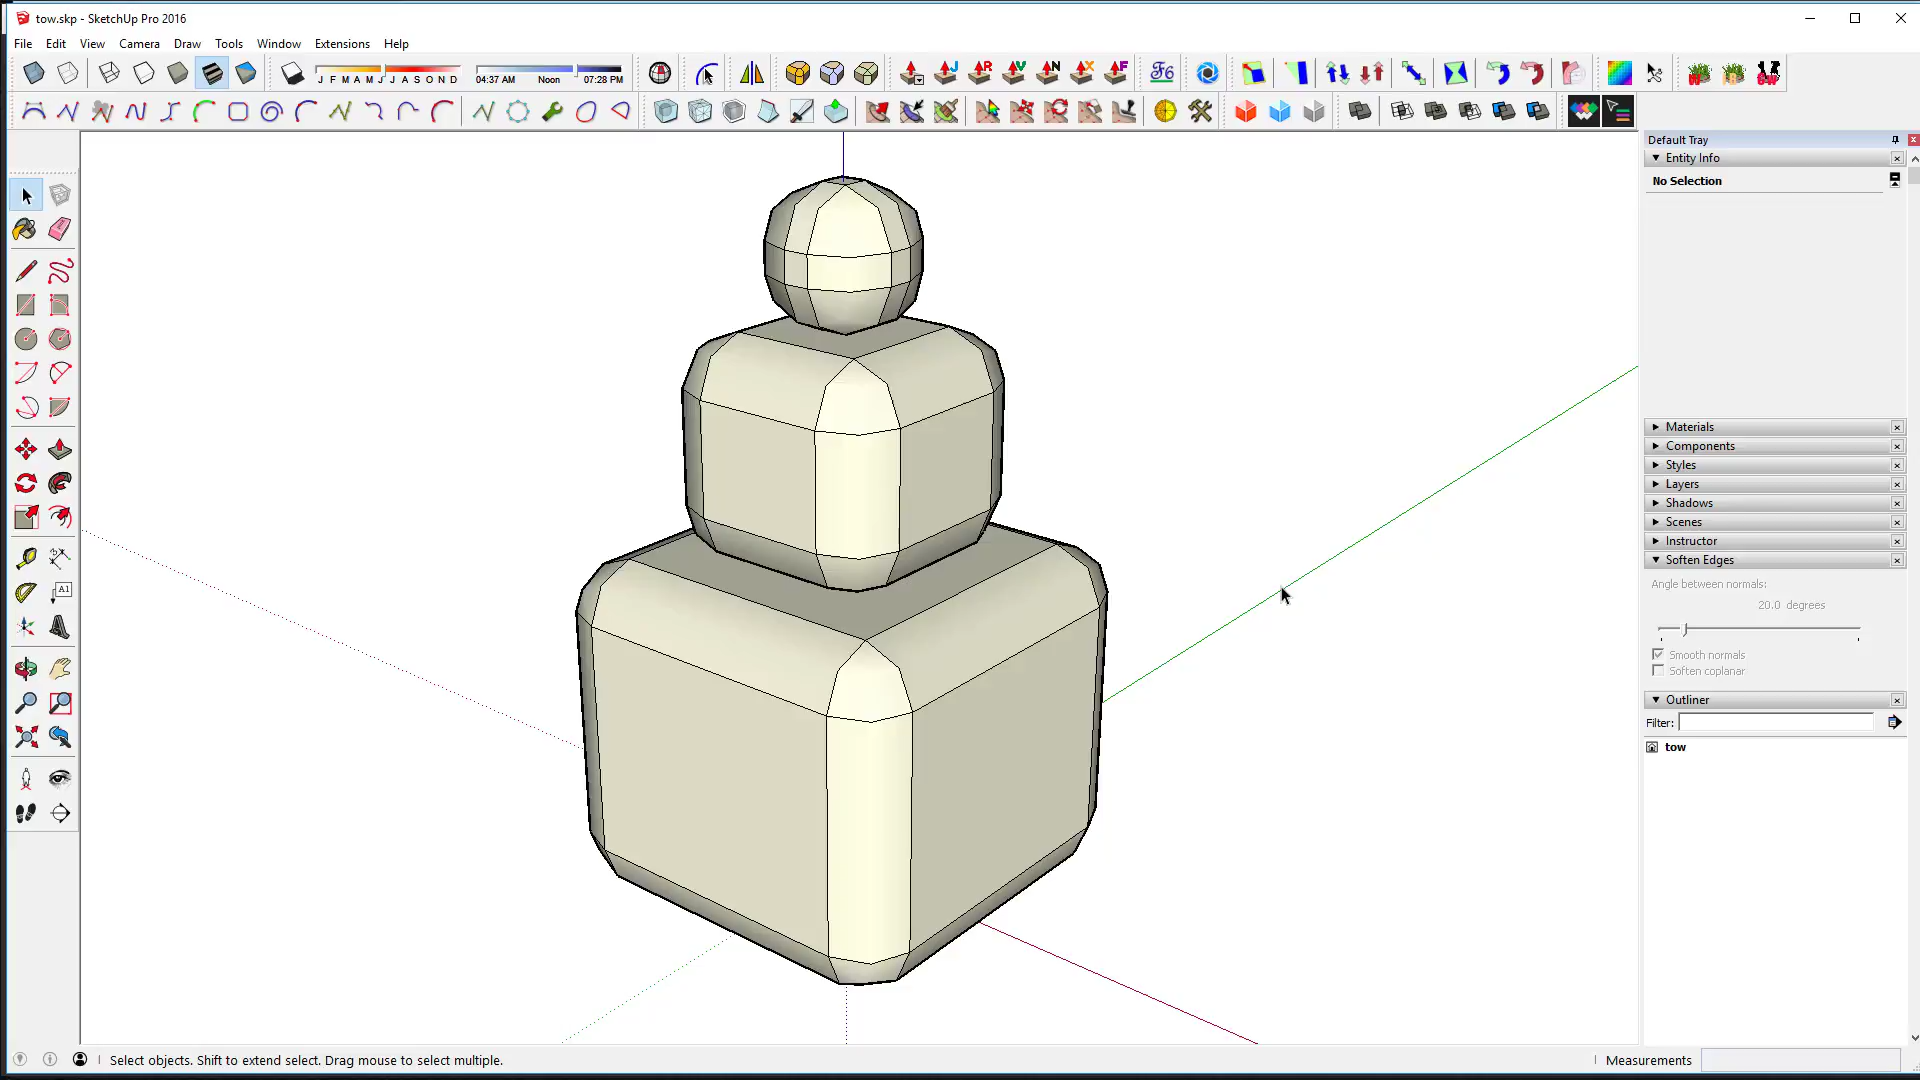 tow.skp - SketchUp Pro 2016
File Edit View Camera Draw Tools Window Extensions Help
J F M A M J J A S O N D
04:37 AM Noon 07:28 PM
J R V N X F
F6
Default Tray
Entity Info
No Selection
A1
Materials
Components
Styles
Layers
Shadows
Scenes
Instructor
Soften Edges
Angle between normals:
20.0 degrees
Smooth normals
Soften coplanar
Outliner
Filter:
tow
Select objects. Shift to extend select. Drag mouse to select multiple.
Measurements